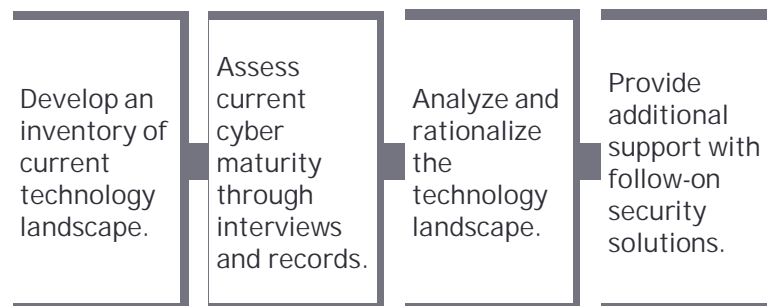 Develop an
inventory of
current
technology
landscape.
Assess
current
cyber
maturity
through
interviews
and records.
Analyze and
rationalize
the
technology
landscape.
Provide
additional
support with
follow-on
security
solutions.